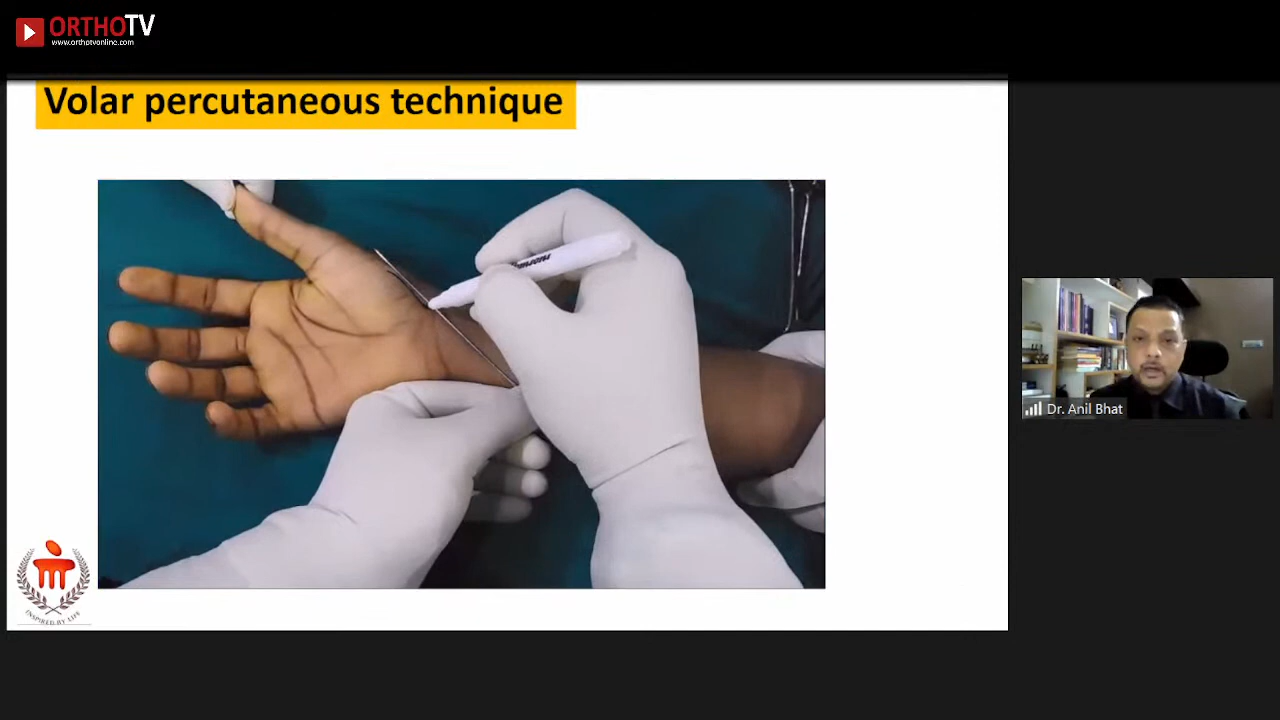 ORTHOTV
www.orthotvonline.com
Volar percutaneous technique
Dr. Anil Bhat
INSPIRED BY LIFE